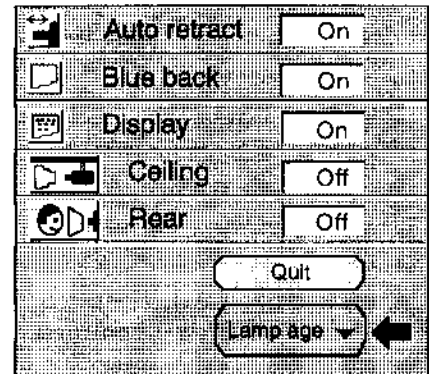 Auto retract On
Blue back On
Display On
Ceiling Off
Rear Off
Quit
Lamp age